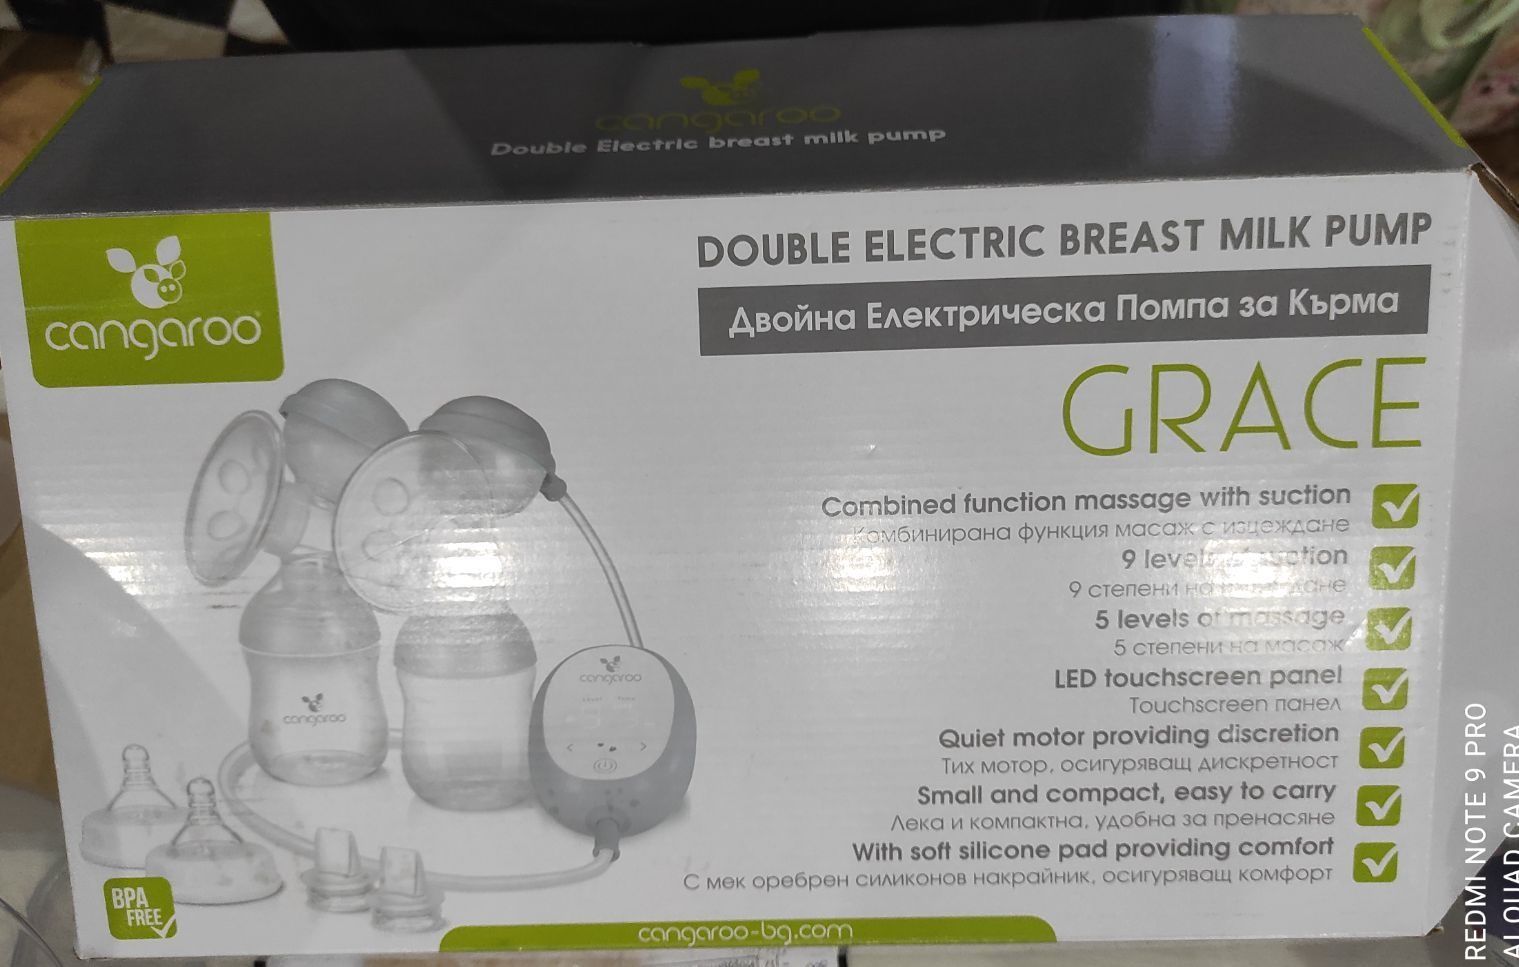 cangaroo
Double Electric breast milk pump
cangaroo
DOUBLE ELECTRIC BREAST MILK PUMP
Двойна Електрическа Помпа за Кърма
GRACE
Combined function massage with suction
Комбинирана функция масаж с изцеждане
9 levels of suction
9 степени на
5 levels of massage
5 степени на масаж
LED touchscreen panel
Touchscreen панел
Quiet motor providing discretion
Тих мотор, осигуряващ дискретност
Small and compact, easy to carry
Лека и компактна, удобна за пренасяне
With soft silicone pad providing comfort
С мек оребрен силиконов накрайник, осигуряващ комфорт
cangaroo
cangaroo
BPA
FREE
cangaroo-bg.com
REDMI NOTE 9 PRO
AI QUAD CAMERA